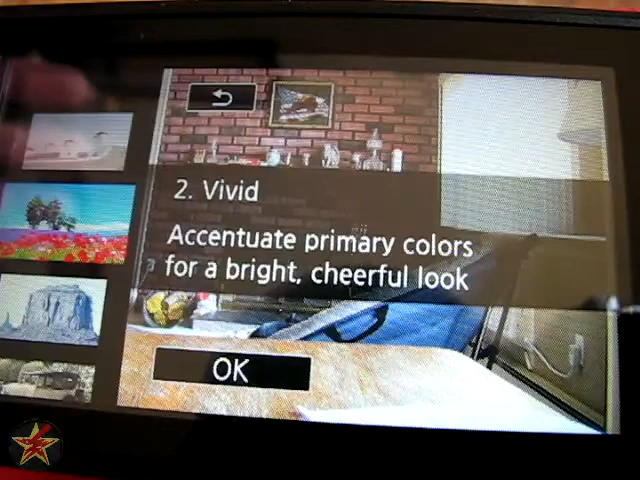 2. Vivid
Accentuate primary colors
for a bright, cheerful look
OK